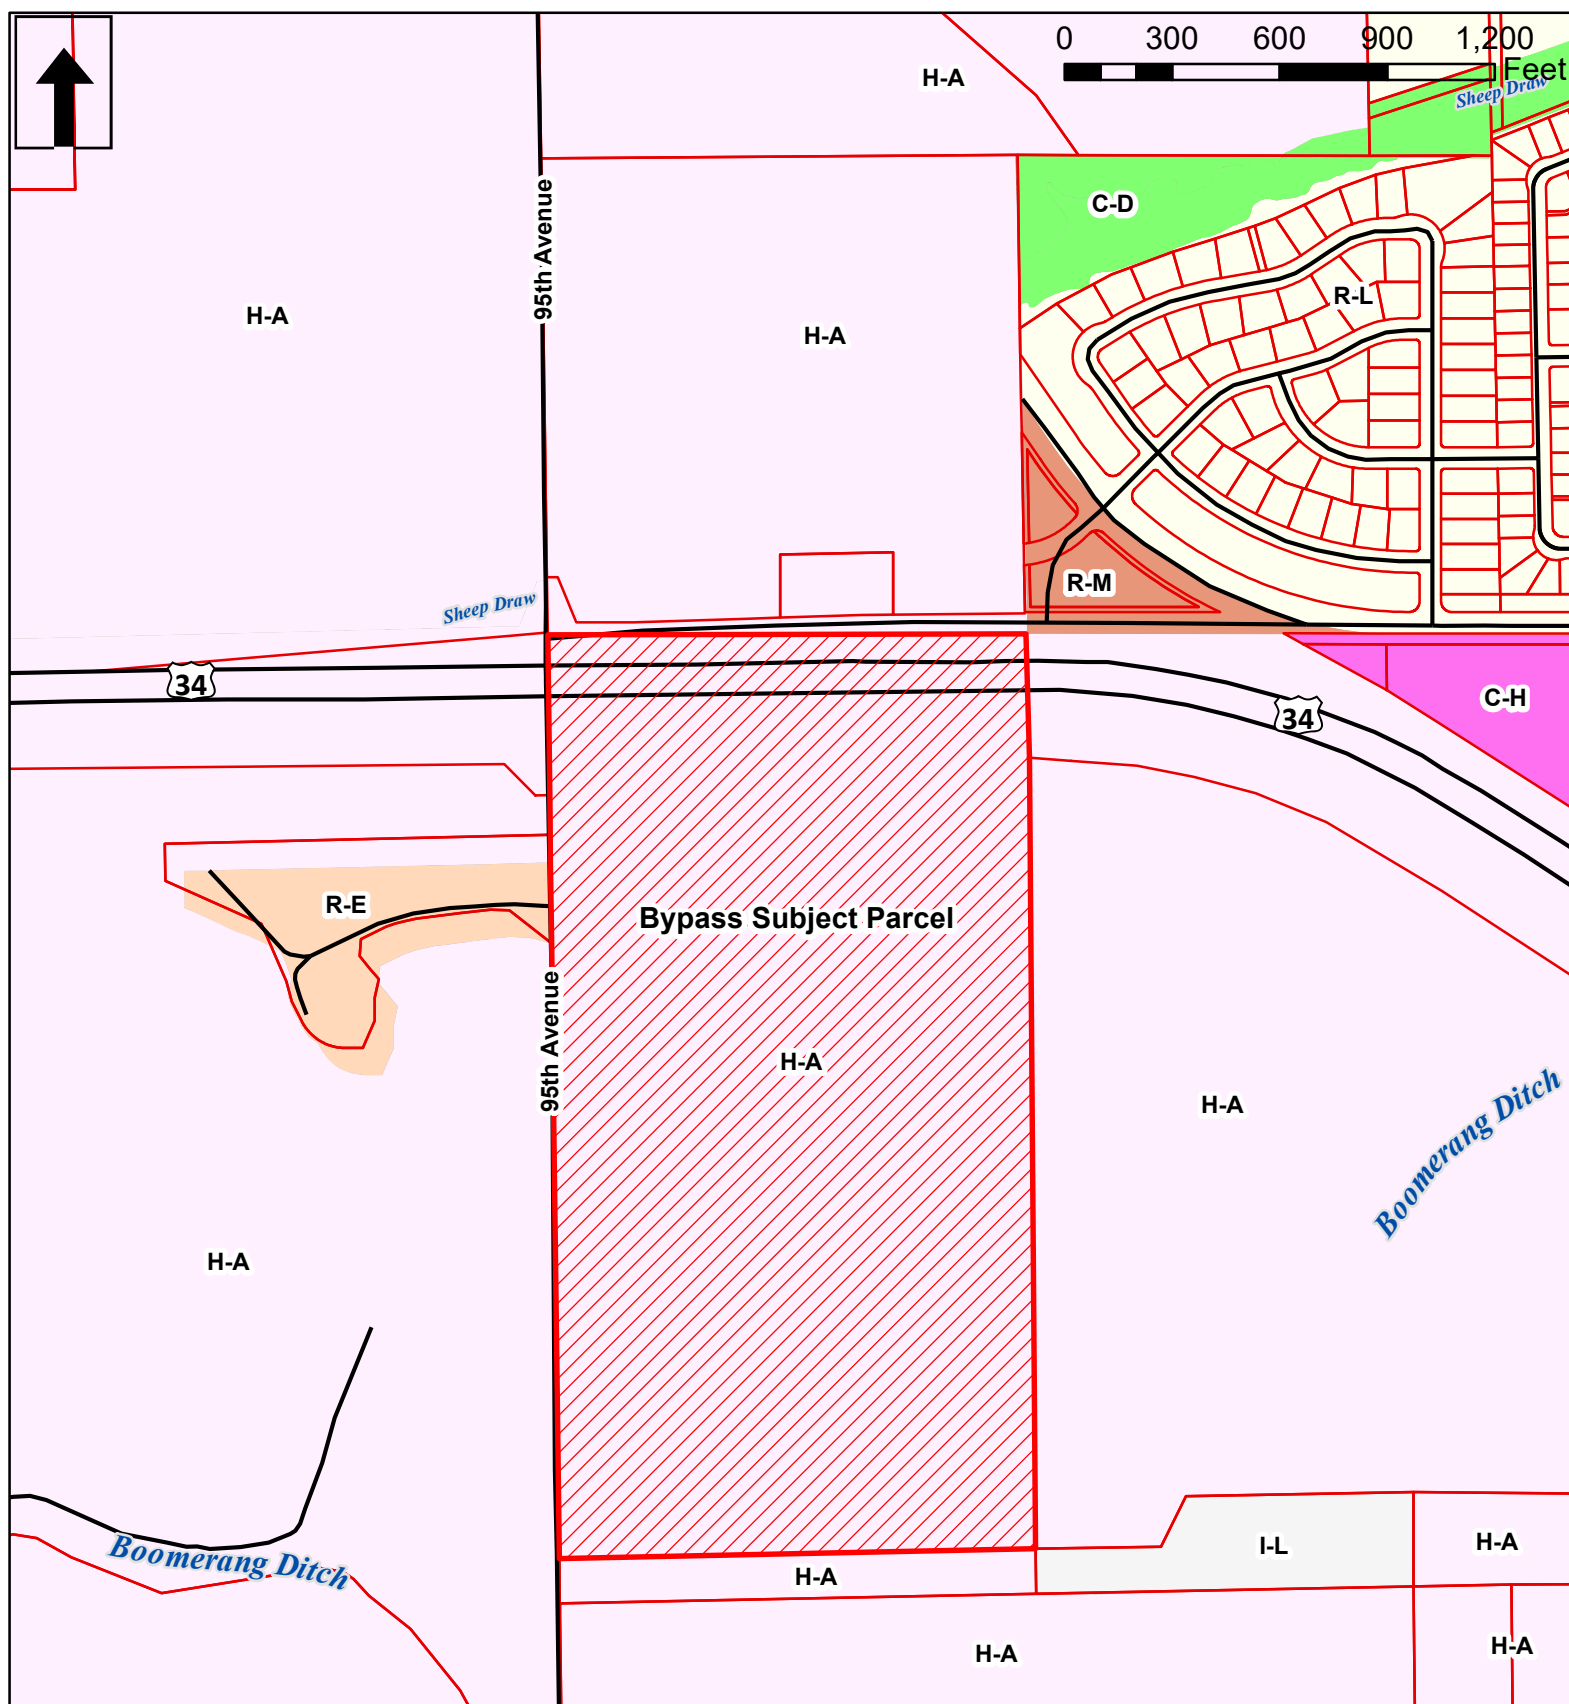 0 300 600 900 1,200
Feet
H-A
Sheep Draw
C-D
95th Avenue
R-L
H-A
H-A
R-M
Sheep Draw
34
C-H
34
R-E
Bypass Subject Parcel
95th Avenue
H-A
H-A
Boomerang Ditch
H-A
I-L
H-A
Boomerang Ditch
H-A
H-A
H-A